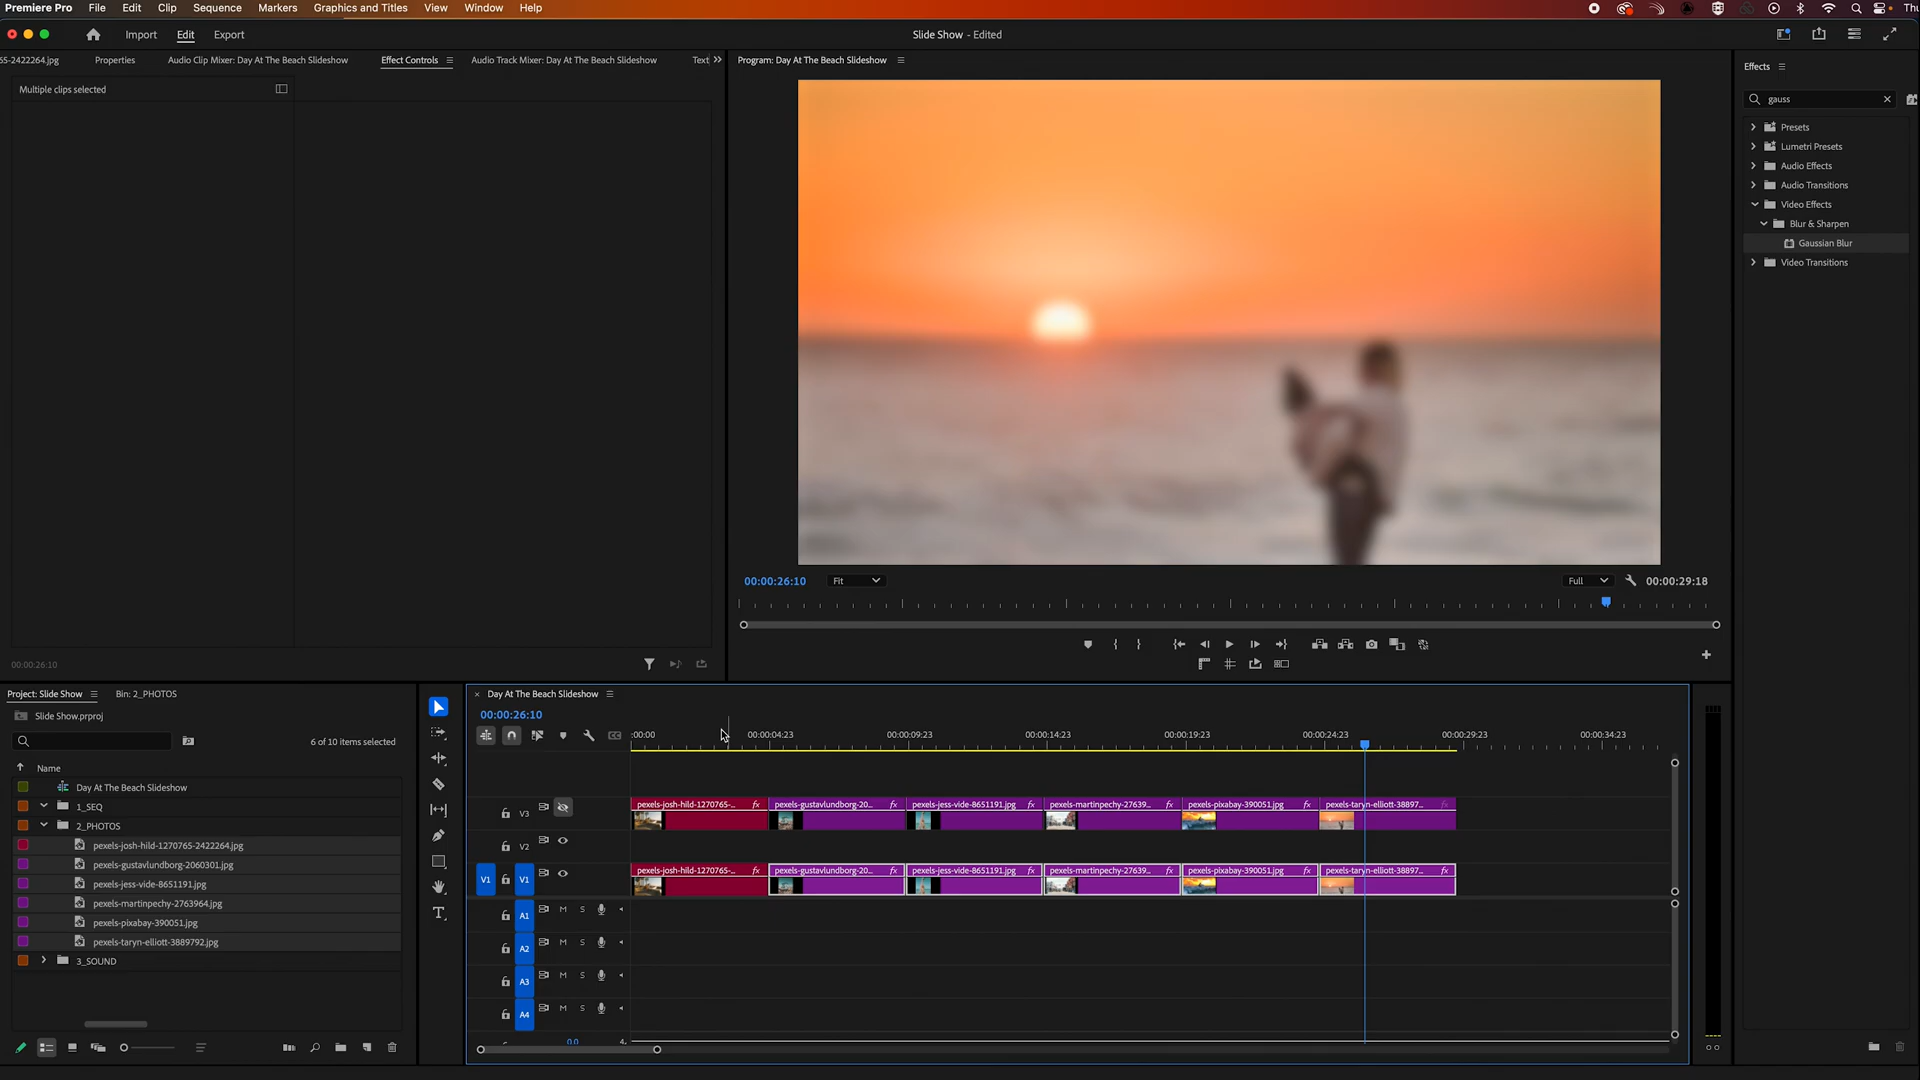 Premiere Pro File Edit Clip Sequence Markers Graphics and Titles View Window Help Thu
Import Edit Export Slide Show - Edited
65-2422264.jpg Properties Audio Clip Mixer: Day At The Beach Slideshow Effect Controls Audio Track Mixer: Day At The Beach Slideshow Text
Multiple clips selected
00:00:26:10
Program: Day At The Beach Slideshow
00:00:26:10 Fit Full 00:00:29:18
Effects
gauss
Presets
Lumetri Presets
Audio Effects
Audio Transitions
Video Effects
Blur & Sharpen
Gaussian Blur
Video Transitions
Project: Slide Show Bin: 2_PHOTOS
Slide Show.prproj
6 of 10 items selected
Name
Day At The Beach Slideshow
1_SEQ
2_PHOTOS
pexels-josh-hild-1270765-2422264.jpg
pexels-gustavlundborg-2060301.jpg
pexels-jess-vide-8651191.jpg
pexels-martinpechy-2763964.jpg
pexels-pixabay-390051.jpg
pexels-taryn-elliott-3889792.jpg
3_SOUND
Day At The Beach Slideshow
00:00:26:10
:00:00 00:00:04:23 00:00:09:23 00:00:14:23 00:00:19:23 00:00:24:23 00:00:29:23 00:00:34:23
V3 pexels-josh-hild-1270765-... fx pexels-gustavlundborg-20... fx pexels-jess-vide-8651191.jpg fx pexels-martinpechy-27639... fx pexels-pixabay-390051.jpg fx pexels-taryn-elliott-38897... fx
V2
V1 V1 pexels-josh-hild-1270765-... fx pexels-gustavlundborg-20... fx pexels-jess-vide-8651191.jpg fx pexels-martinpechy-27639... fx pexels-pixabay-390051.jpg fx pexels-taryn-elliott-38897... fx
A1 M S
A2 M S
A3 M S
A4 M S
0.0